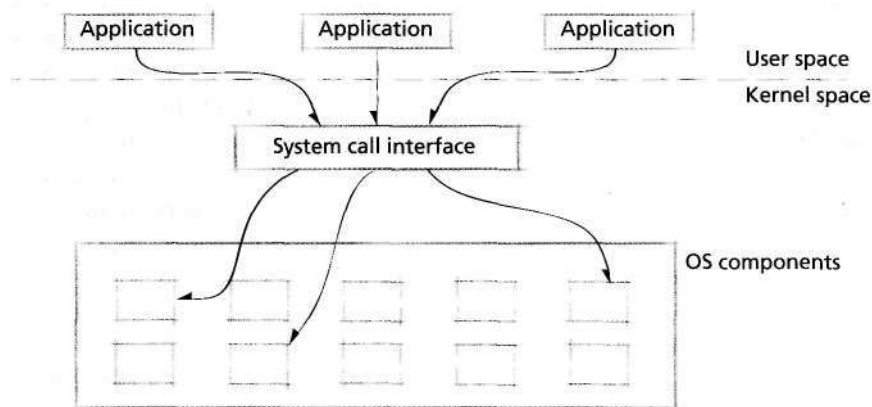 Application
Application
Application
User space
Kernel space
System call interface
OS components